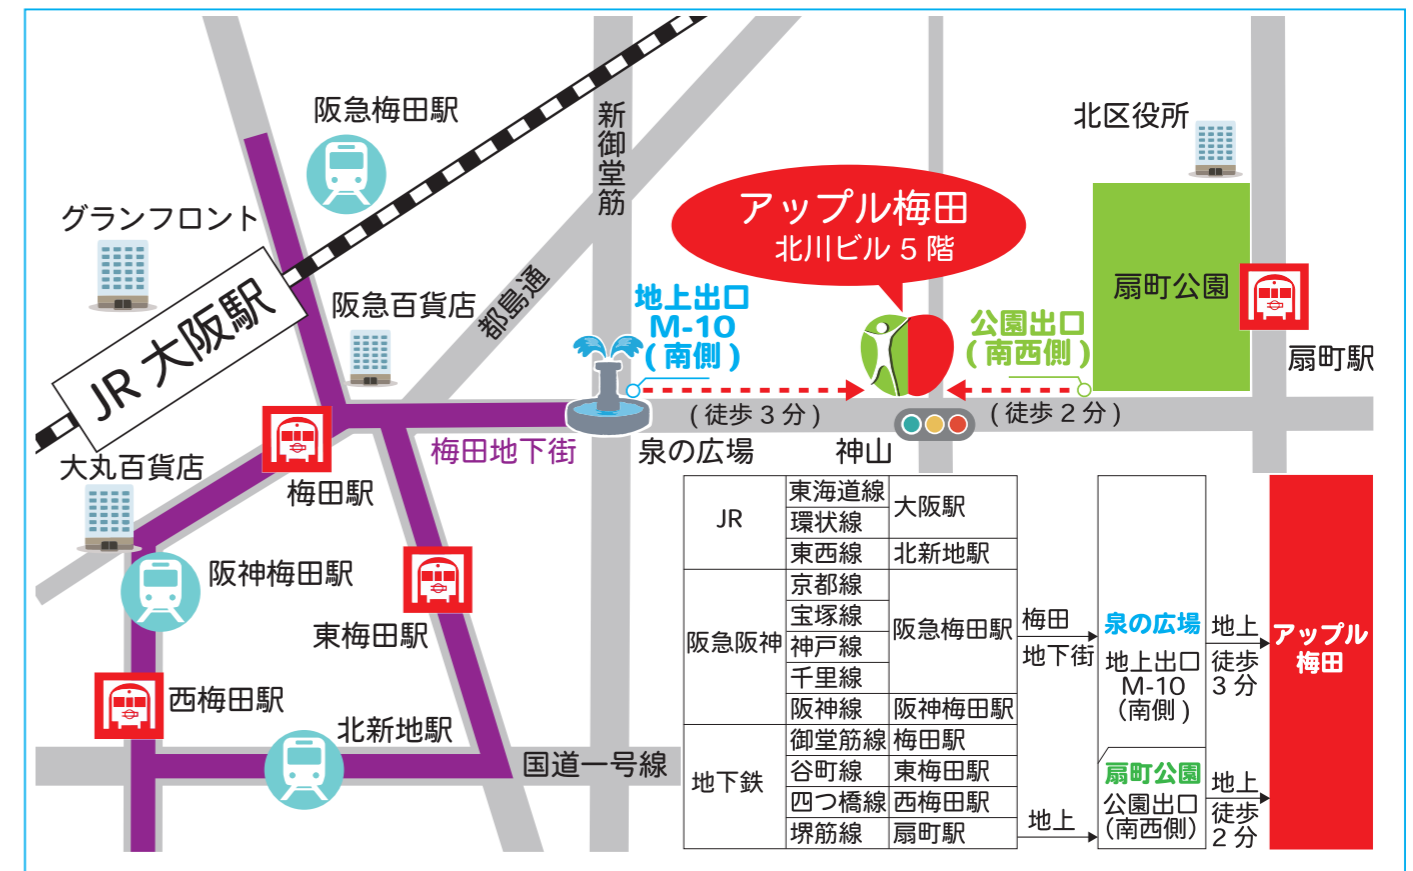 阪急梅田駅
グランフロント
JR 大阪駅
阪急百貨店
都島通
新御堂筋
地上出口
M-10
(南側)
アップル梅田
北川ビル 5 階
北区役所
扇町公園
公園出口
(南西側)
扇町駅
(徒歩 3 分)
(徒歩 2 分)
梅田地下街
泉の広場
神山
大丸百貨店
梅田駅
阪神梅田駅
東梅田駅
西梅田駅
北新地駅
国道一号線
JR
東海道線
環状線
大阪駅
東西線
北新地駅
阪急阪神
京都線
宝塚線
神戸線
千里線
阪急梅田駅
阪神線
阪神梅田駅
地下鉄
御堂筋線
梅田駅
谷町線
東梅田駅
四つ橋線
西梅田駅
堺筋線
扇町駅
梅田
地下街
地上
泉の広場
地上出口
M-10
(南側)
扇町公園
公園出口
(南西側)
地上
徒歩
3 分
地上
徒歩
2 分
アップル
梅田